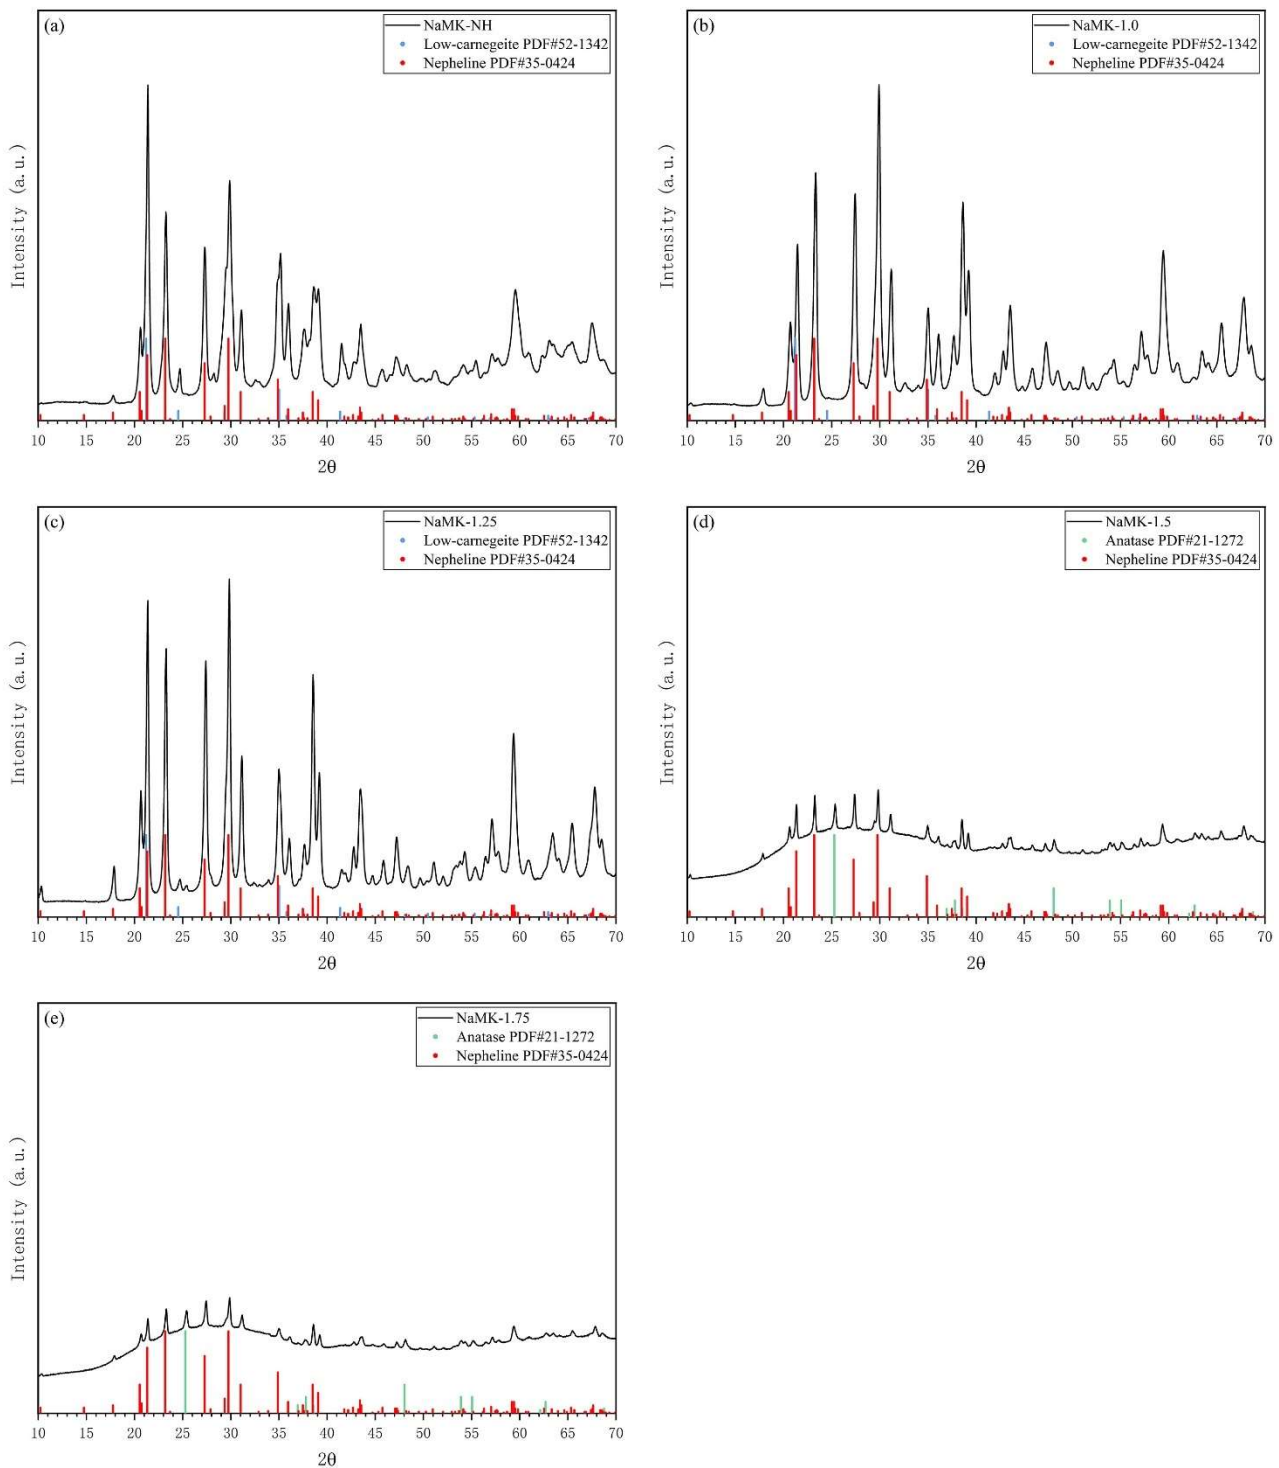 (a)
NaMK-NH
Low-carnegeite PDF#52-1342
Nepheline PDF#35-0424
Intensity (a.u.)
10 15 20 25 30 35 40 45 50 55 60 65 70
2θ
(b)
NaMK-1.0
Low-carnegeite PDF#52-1342
Nepheline PDF#35-0424
Intensity (a.u.)
10 15 20 25 30 35 40 45 50 55 60 65 70
2θ
(c)
NaMK-1.25
Low-carnegeite PDF#52-1342
Nepheline PDF#35-0424
Intensity (a.u.)
10 15 20 25 30 35 40 45 50 55 60 65 70
2θ
(d)
NaMK-1.5
Anatase PDF#21-1272
Nepheline PDF#35-0424
Intensity (a.u.)
10 15 20 25 30 35 40 45 50 55 60 65 70
2θ
(e)
NaMK-1.75
Anatase PDF#21-1272
Nepheline PDF#35-0424
Intensity (a.u.)
10 15 20 25 30 35 40 45 50 55 60 65 70
2θ